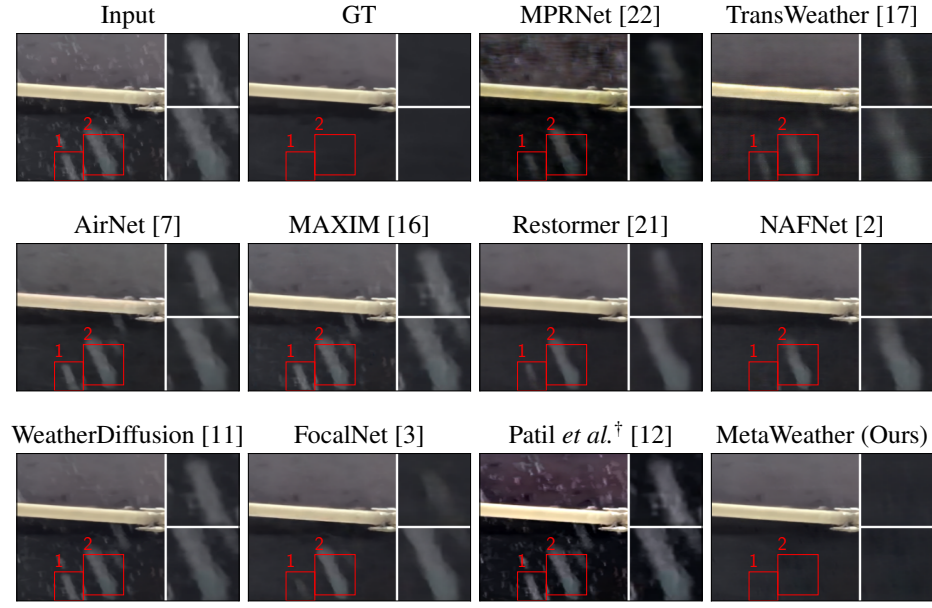 Input GT MPRNet [22] TransWeather [17]
1 2 2 1 2 1 2
AirNet [7] MAXIM [16] Restormer [21] NAFNet [2]
1 2 1 2 1 2 1 2
WeatherDiffusion [11] FocalNet [3] Patil et al.† [12] MetaWeather (Ours)
1 2 1 2 1 2 1 2